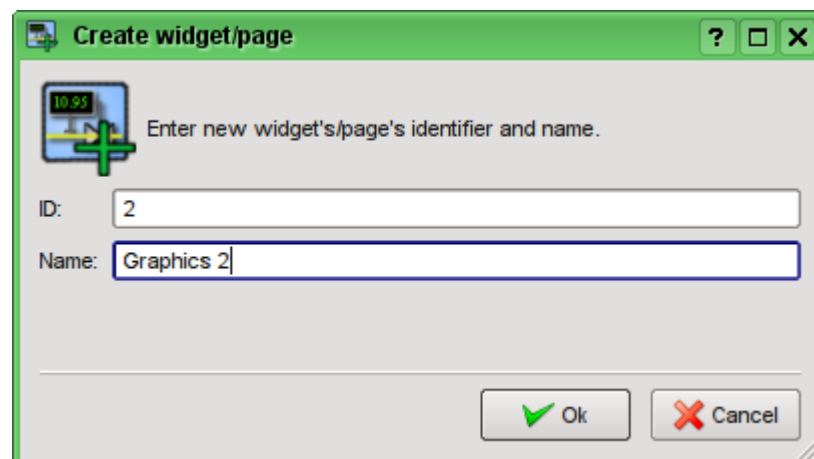 Create widget/page
?
10.95
Enter new widget's/page's identifier and name.
ID: 2
Name: Graphics 2
Ok Cancel